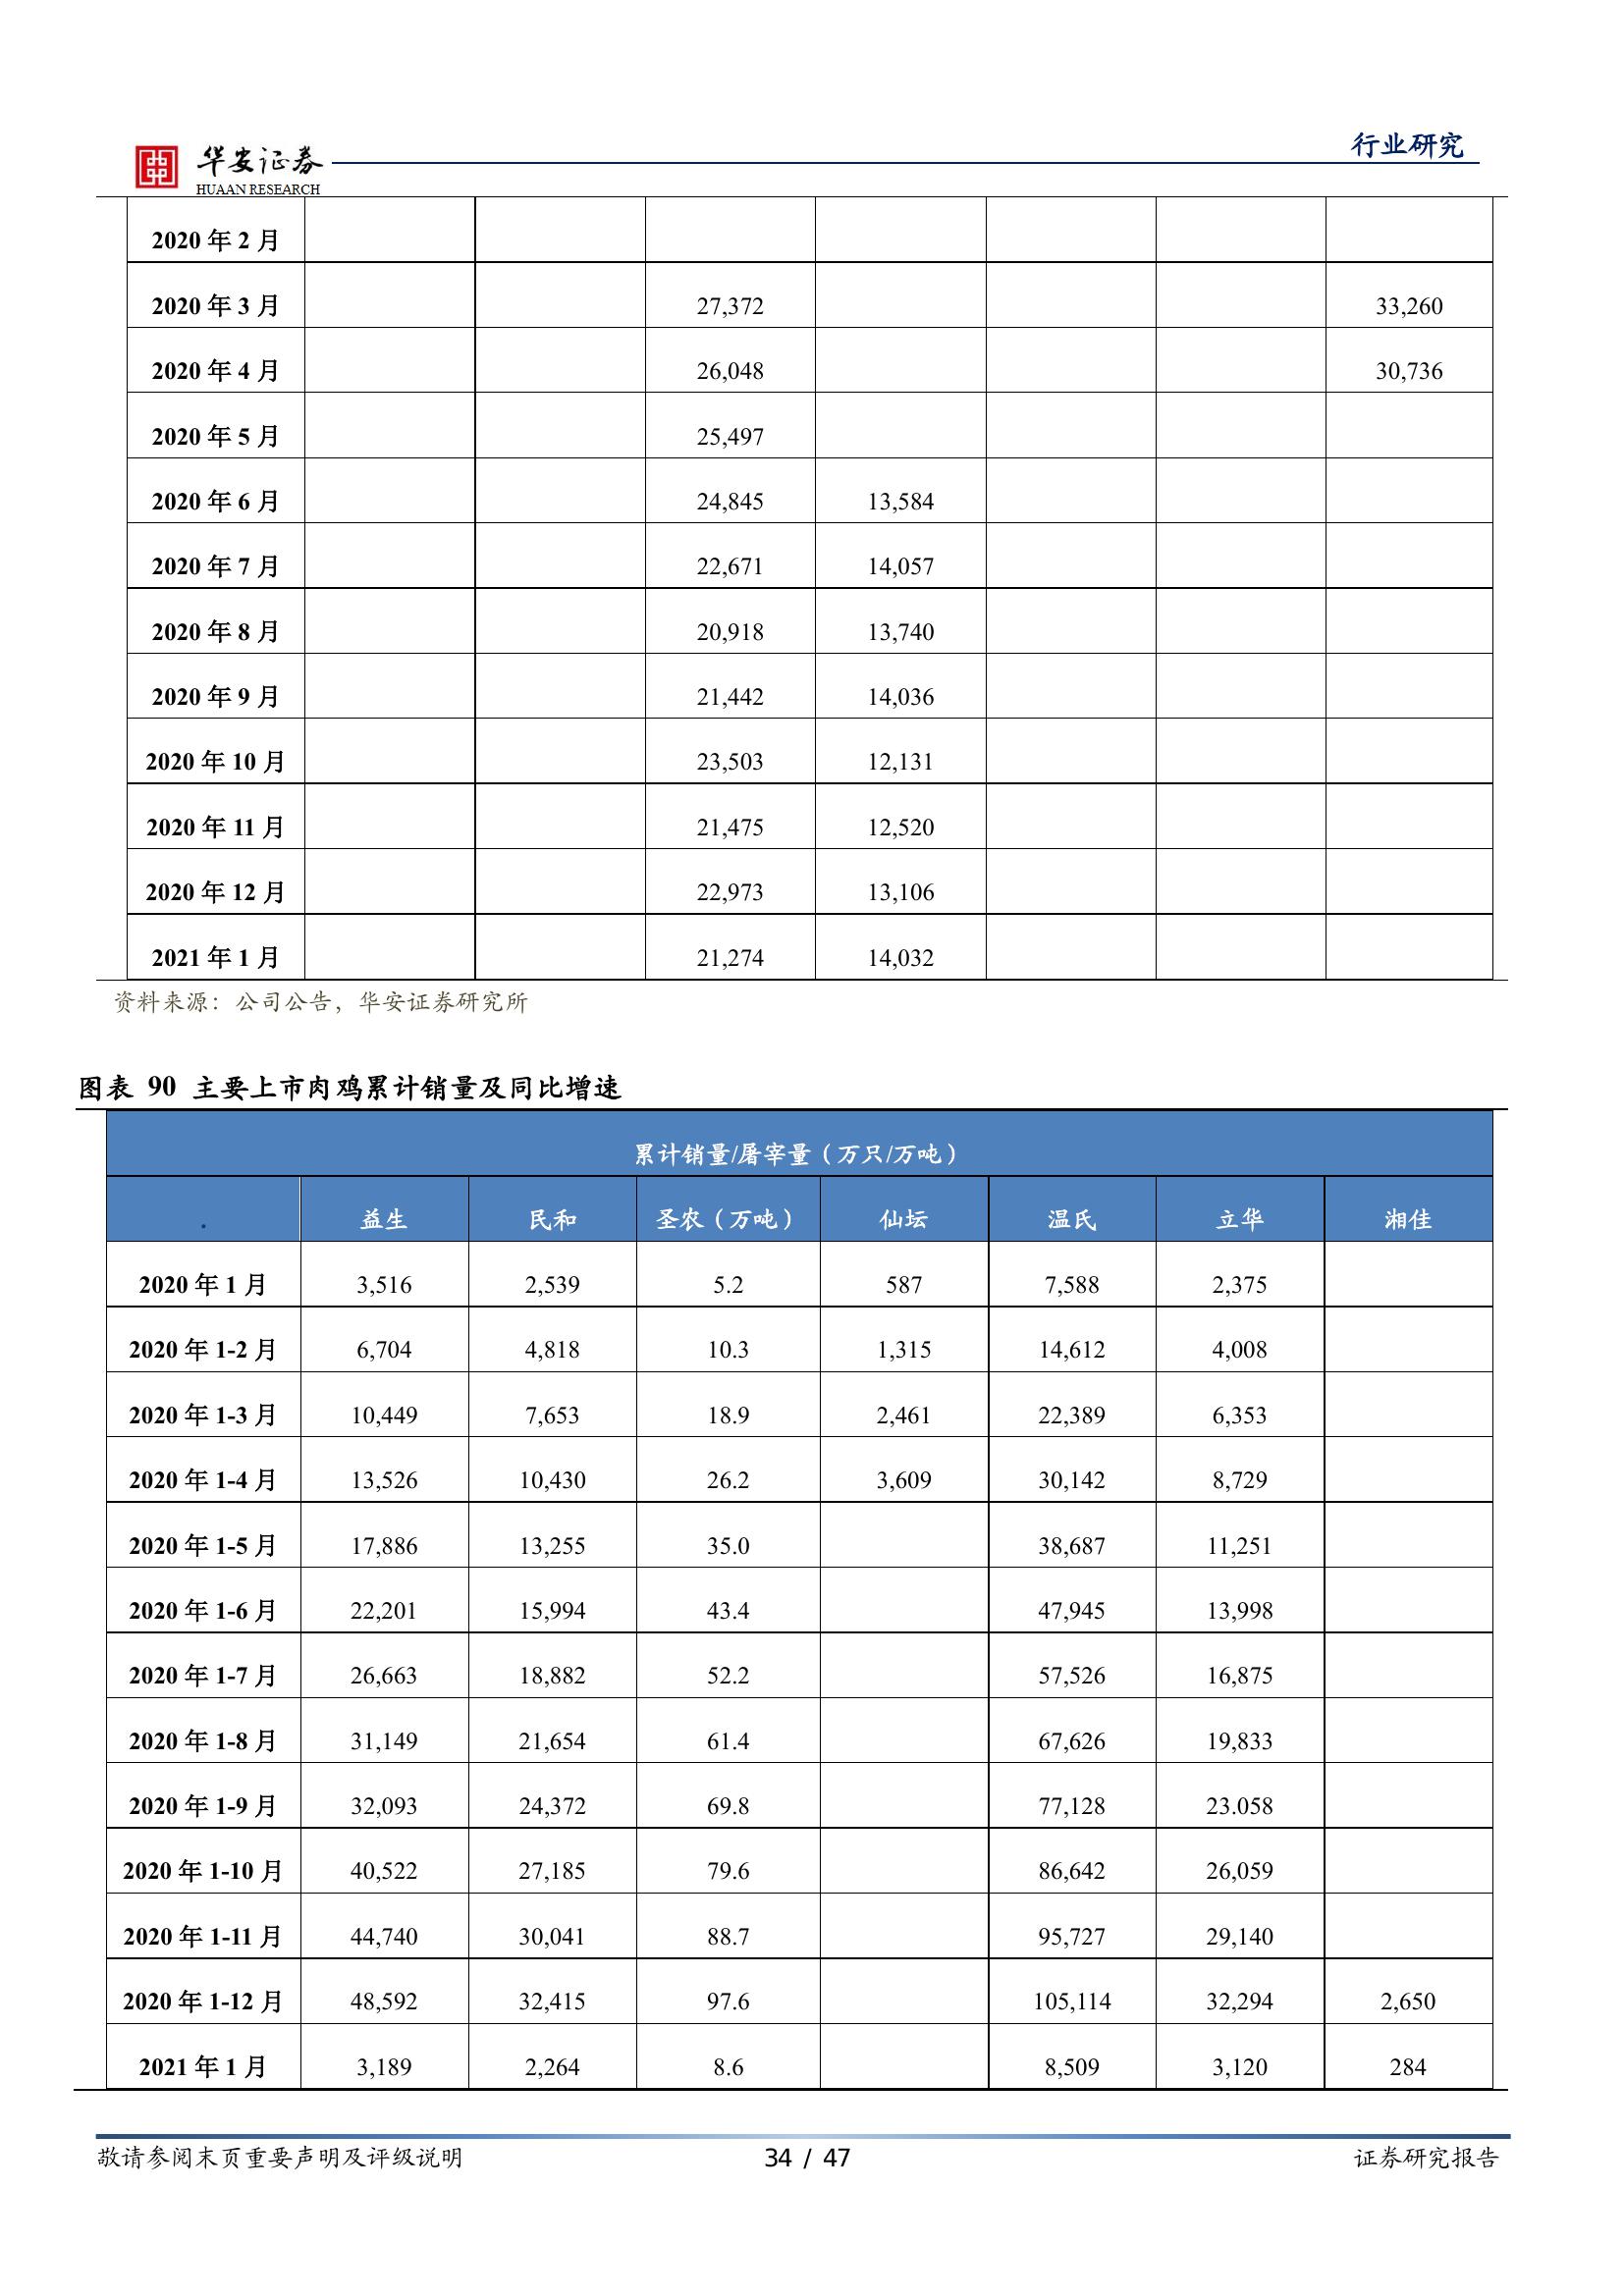 华安证券
HUAAN RESEARCH
行业研究
2020 年 2 月
2020 年 3 月 27,372 33,260
2020 年 4 月 26,048 30,736
2020 年 5 月 25,497
2020 年 6 月 24,845 13,584
2020 年 7 月 22,671 14,057
2020 年 8 月 20,918 13,740
2020 年 9 月 21,442 14,036
2020 年 10 月 23,503 12,131
2020 年 11 月 21,475 12,520
2020 年 12 月 22,973 13,106
2021 年 1 月 21,274 14,032
资料来源：公司公告，华安证券研究所
图表 90 主要上市肉鸡累计销量及同比增速
累计销量/屠宰量（万只/万吨）
. 益生 民和 圣农（万吨） 仙坛 温氏 立华 湘佳
2020 年 1 月 3,516 2,539 5.2 587 7,588 2,375
2020 年 1-2 月 6,704 4,818 10.3 1,315 14,612 4,008
2020 年 1-3 月 10,449 7,653 18.9 2,461 22,389 6,353
2020 年 1-4 月 13,526 10,430 26.2 3,609 30,142 8,729
2020 年 1-5 月 17,886 13,255 35.0 38,687 11,251
2020 年 1-6 月 22,201 15,994 43.4 47,945 13,998
2020 年 1-7 月 26,663 18,882 52.2 57,526 16,875
2020 年 1-8 月 31,149 21,654 61.4 67,626 19,833
2020 年 1-9 月 32,093 24,372 69.8 77,128 23.058
2020 年 1-10 月 40,522 27,185 79.6 86,642 26,059
2020 年 1-11 月 44,740 30,041 88.7 95,727 29,140
2020 年 1-12 月 48,592 32,415 97.6 105,114 32,294 2,650
2021 年 1 月 3,189 2,264 8.6 8,509 3,120 284
敬请参阅末页重要声明及评级说明 34 / 47 证券研究报告